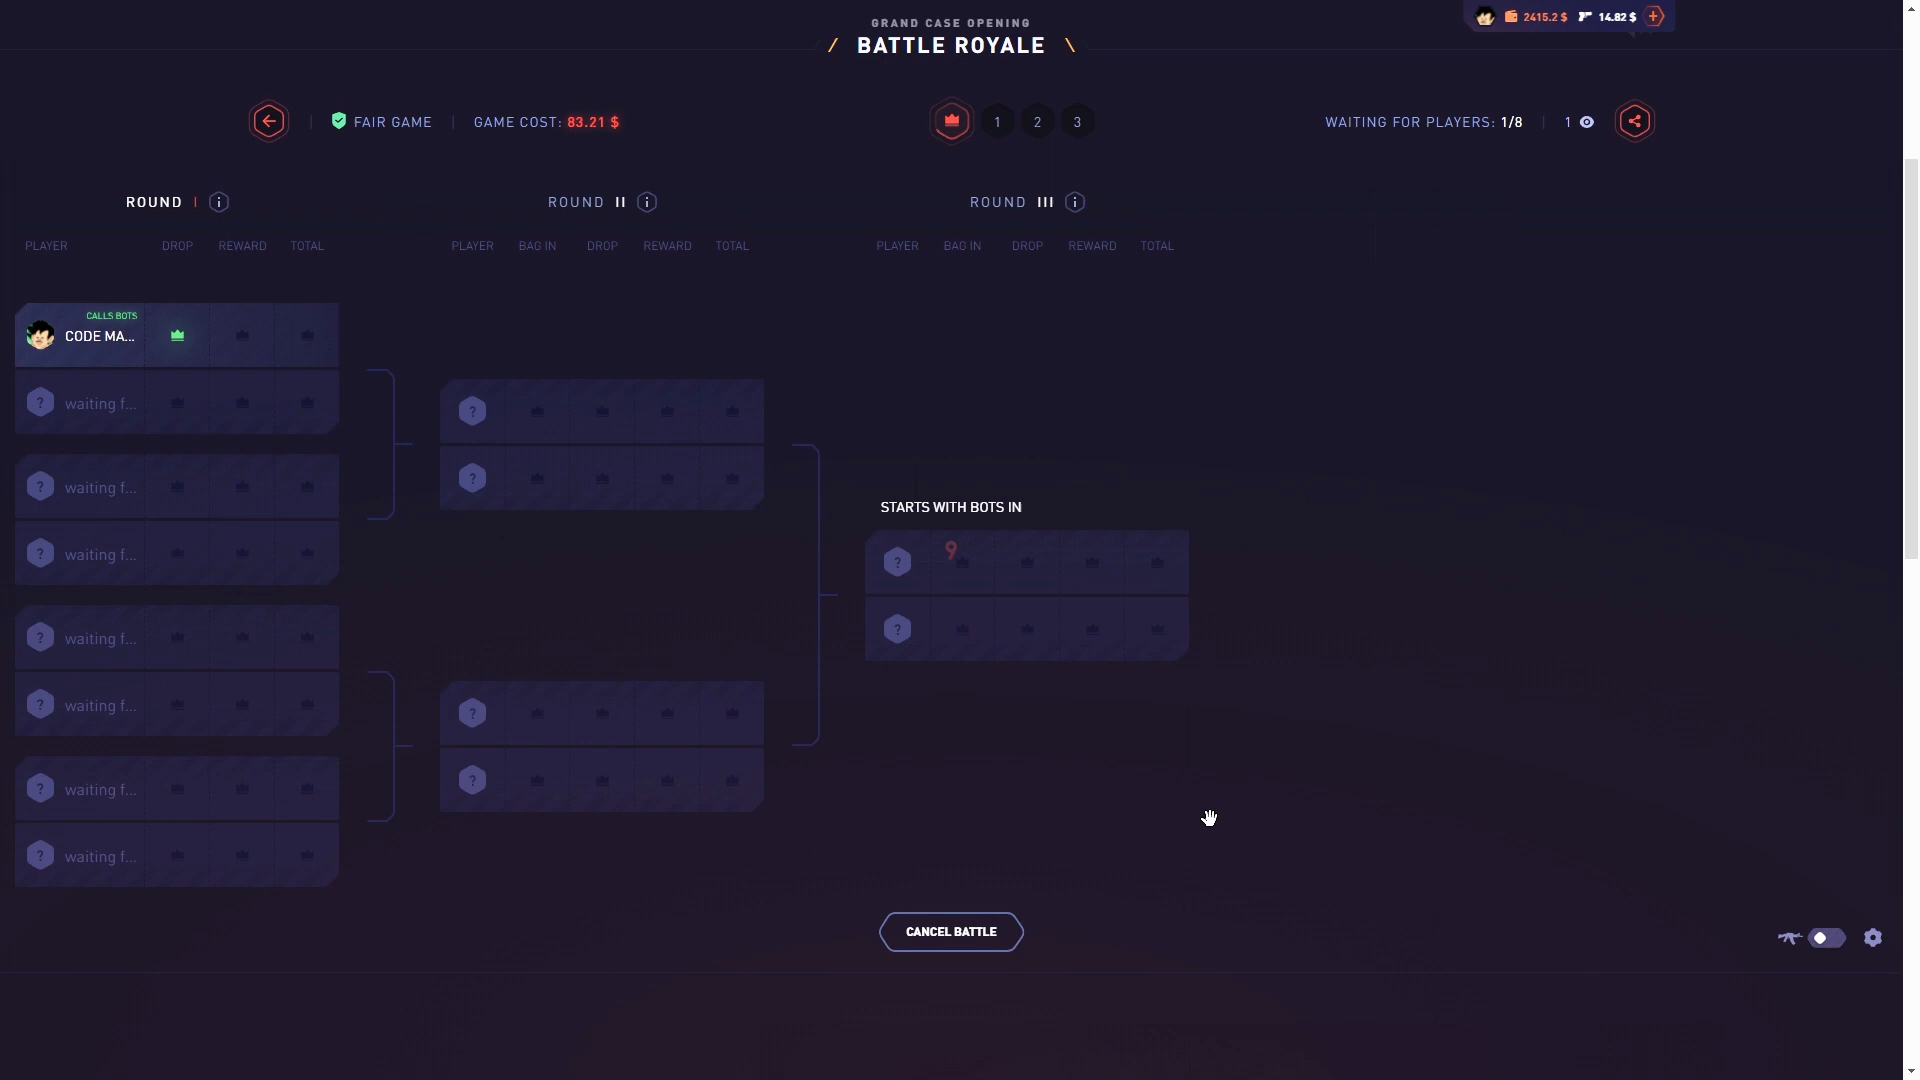 GRAND CASE OPENING
/ BATTLE ROYALE \
2415.2 $ 14.82 $ +
FAIR GAME | GAME COST: 83.21 $
1 2 3
WAITING FOR PLAYERS: 1/8 | 1
ROUND I i
ROUND II i
ROUND III i
PLAYER DROP REWARD TOTAL
PLAYER BAG IN DROP REWARD TOTAL
PLAYER BAG IN DROP REWARD TOTAL
CALLS BOTS
CODE MA...
? waiting f...
? waiting f...
? waiting f...
? waiting f...
? waiting f...
? waiting f...
? waiting f...
?
?
?
?
STARTS WITH BOTS IN
9
?
?
CANCEL BATTLE